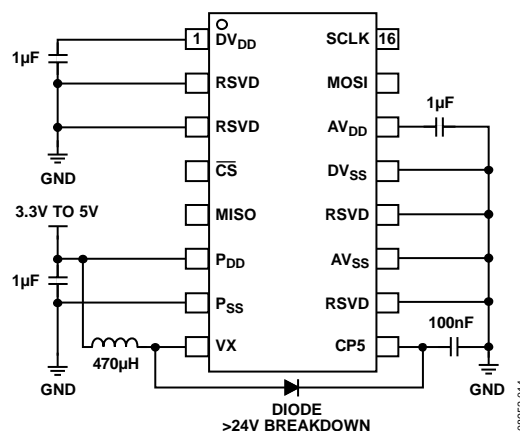 1
DVDD
SCLK
16
1µF
RSVD
MOSI
1µF
RSVD
AVDD
GND
CS
DVSS
3.3V TO 5V
MISO
RSVD
PDD
AVSS
1µF
PSS
RSVD
100nF
470µH
VX
CP5
GND
DIODE
>24V BREAKDOWN
GND